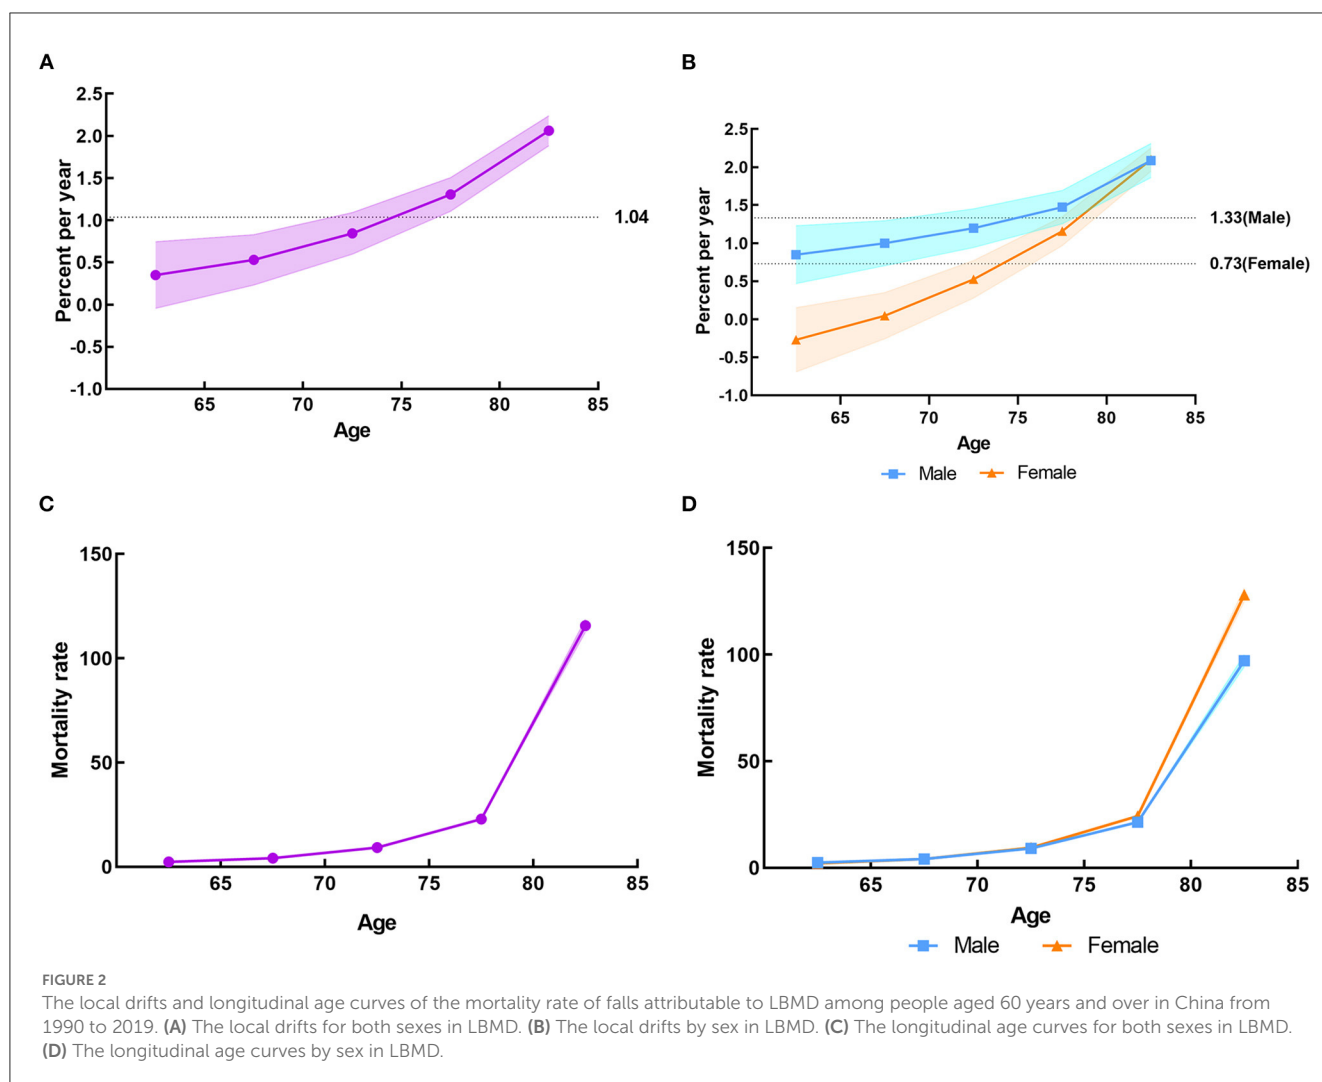 A
Percent per year
2.5
2.0
1.5
1.0
0.5
0.0
-0.5
-1.0
1.04
65
70
75
80
85
Age
B
Percent per year
2.5
2.0
1.5
1.0
0.5
0.0
-0.5
-1.0
1.33(Male)
0.73(Female)
65
70
75
80
85
Age
Male
Female
C
Mortality rate
150
100
50
0
65
70
75
80
85
Age
D
Mortality rate
150
100
50
0
65
70
75
80
85
Age
Male
Female
FIGURE 2
The local drifts and longitudinal age curves of the mortality rate of falls attributable to LBMD among people aged 60 years and over in China from
1990 to 2019. (A) The local drifts for both sexes in LBMD. (B) The local drifts by sex in LBMD. (C) The longitudinal age curves for both sexes in LBMD.
(D) The longitudinal age curves by sex in LBMD.